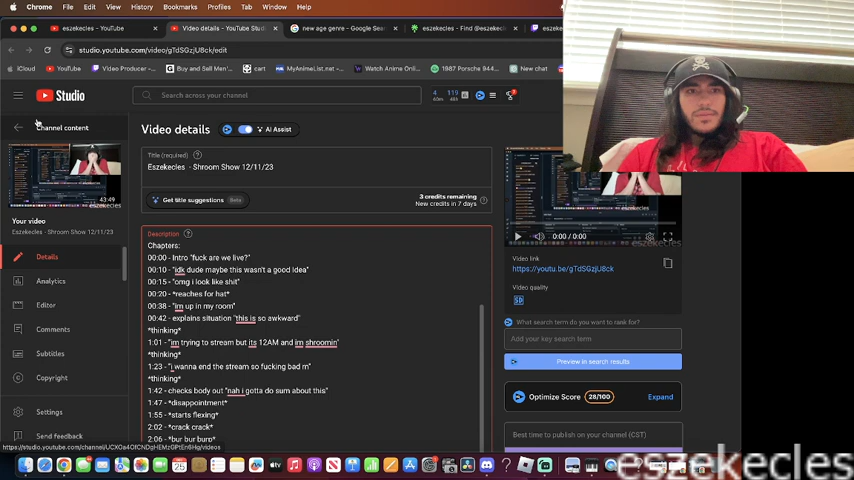 Chrome File Edit View History Bookmarks Profiles Tab Window Help
eszekecles - YouTube
Video details - YouTube Studio
new age genre - Google Sear
eszekecles - Find @eszekec
eszeke
studio.youtube.com/video/gTdSGzjU8ck/edit
iCloud YouTube Video Producer - Buy and Sell Men' cart MyAnimeList.net - Watch Anime Onlin 1987 Porsche 944 New chat
Studio
Search across your channel
4 60m 119 48h
Channel content
43:49
eszekecles
Your video
Eszekecles - Shroom Show 12/11/23
Details
Analytics
Editor
Comments
Subtitles
Copyright
Settings
Send feedback
Video details
AI Assist
Title (required)
Eszekecles - Shroom Show 12/11/23
Get title suggestions Beta
3 credits remaining
New credits in 7 days
Description
Chapters:
00:00 - Intro "fuck are we live?"
00:10 - "idk dude maybe this wasn't a good idea"
00:15 - "omg i look like shit"
00:20 - *reaches for hat*
00:38 - "im up in my room"
00:42 - explains situation "this is so awkward"
*thinking*
1:01 - "im trying to stream but its 12AM and im shroomin"
*thinking*
1:23 - "i wanna end the stream so fucking bad rn"
*thinking*
1:42 - checks body out "nah i gotta do sum about this"
1:47 - *disappointment*
1:55 - *starts flexing*
2:02 - *crack crack*
2:06 - *bur bur burp*
0:00 / 0:00
eszekecles
Video link
https://youtu.be/gTdSGzjU8ck
Video quality
SD
What search term do you want to rank for?
Add your key search term
Preview in search results
Optimize Score 28/100 Expand
Best time to publish on your channel (CST)
eszekecles